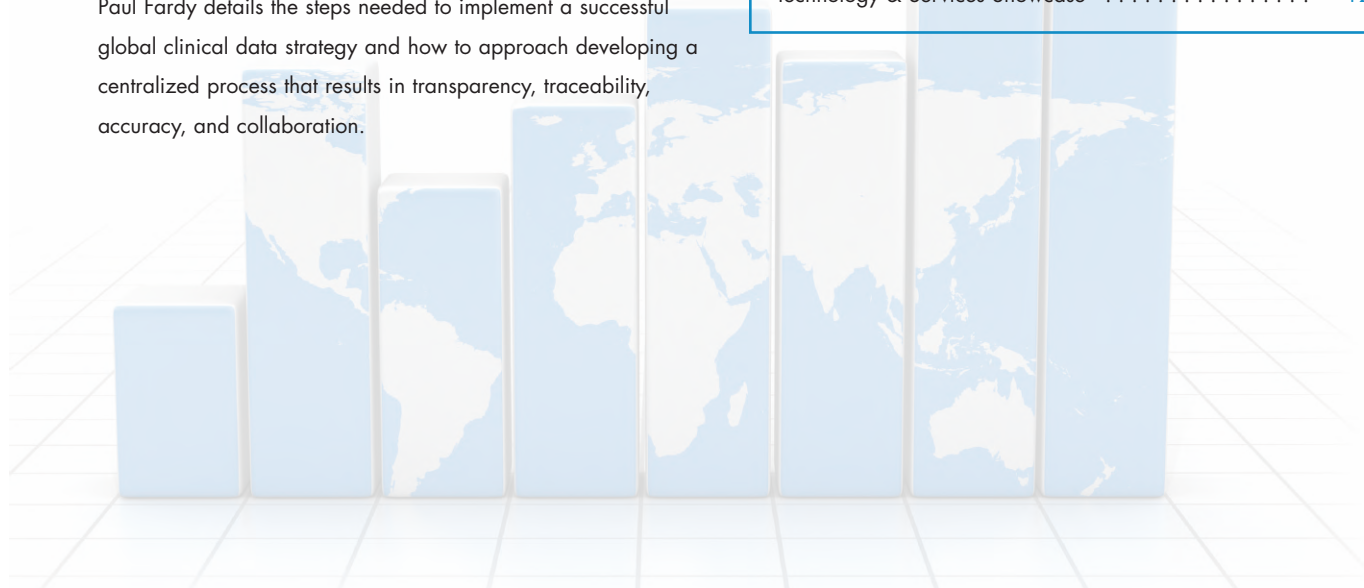 Paul Fardy details the steps needed to implement a successful
global clinical data strategy and how to approach developing a
centralized process that results in transparency, traceability,
accuracy, and collaboration.
Technology & Services Showcase . . . . . . . . . . . . . . . .